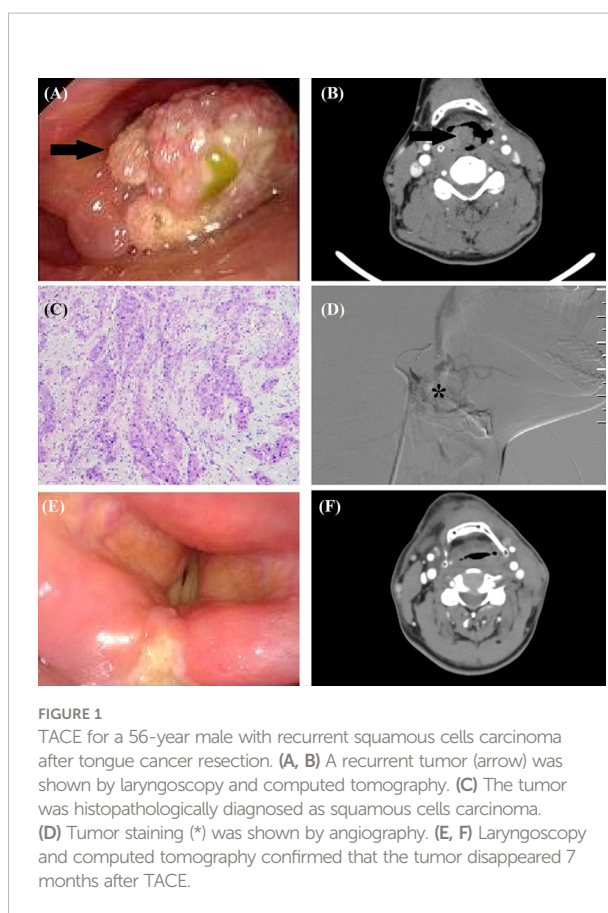 (A)
(B)
(C)
(D)
*
(E)
(F)
FIGURE 1
TACE for a 56-year male with recurrent squamous cells carcinoma
after tongue cancer resection. (A, B) A recurrent tumor (arrow) was
shown by laryngoscopy and computed tomography. (C) The tumor
was histopathologically diagnosed as squamous cells carcinoma.
(D) Tumor staining (*) was shown by angiography. (E, F) Laryngoscopy
and computed tomography confirmed that the tumor disappeared 7
months after TACE.